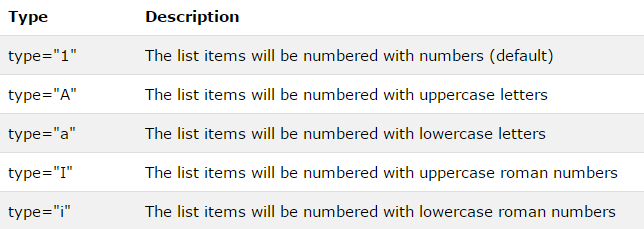 Type Description
type="1" The list items will be numbered with numbers (default)
type="A" The list items will be numbered with uppercase letters
type="a" The list items will be numbered with lowercase letters
type="I" The list items will be numbered with uppercase roman numbers
type="i" The list items will be numbered with lowercase roman numbers